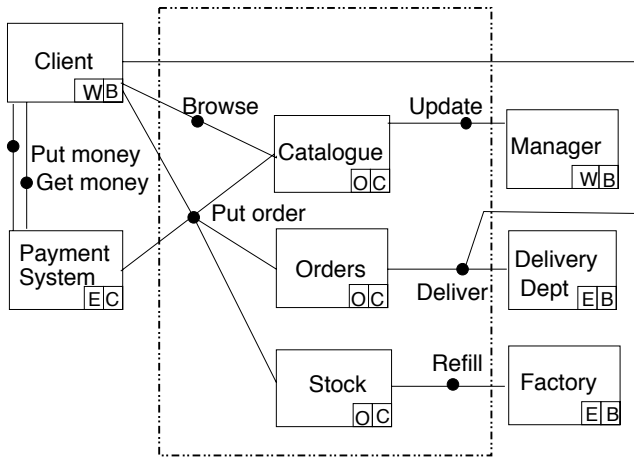 Client
W B
Browse
Update
Catalogue
O C
Manager
W B
Put money
Get money
Put order
Payment
System
E C
Orders
O C
Deliver
Delivery
Dept
E B
Refill
Stock
O C
Factory
E B